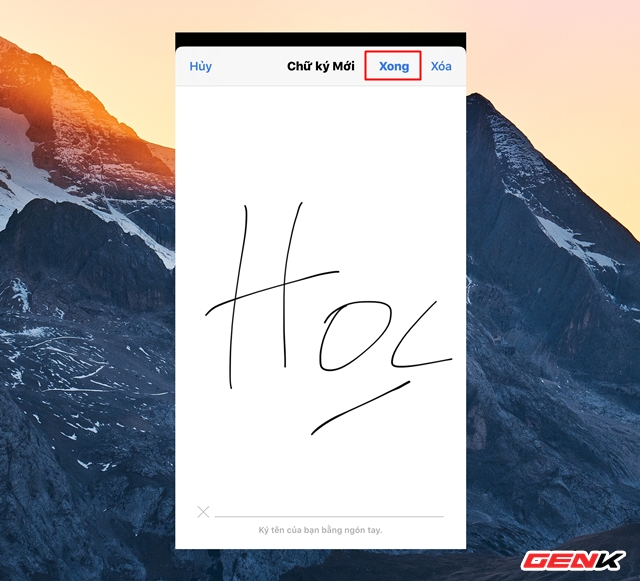 Hủy Chữ ký Mới Xong Xóa
Hoc
Ký tên của bạn bằng ngón tay.
GENK